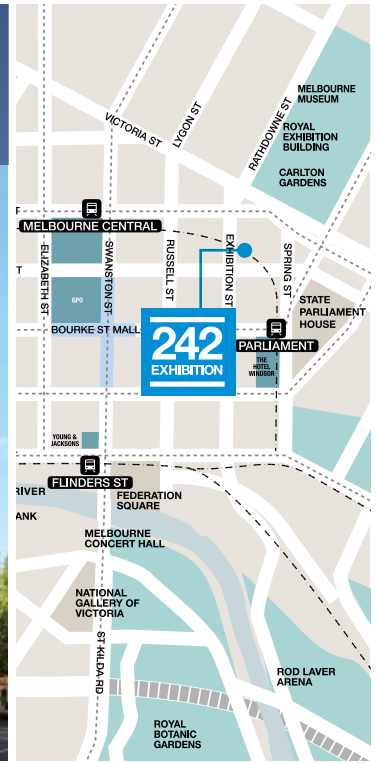 MELBOURNE
MUSEUM
ROYAL
EXHIBITION
BUILDING
CARLTON
GARDENS
VICTORIA ST
LYGON ST
RATHDOWNE ST
MELBOURNE CENTRAL
ELIZABETH ST
SWANSTON ST
RUSSELL ST
EXHIBITION ST
SPRING ST
GPO
STATE
PARLIAMENT
HOUSE
BOURKE ST MALL
242
EXHIBITION
PARLIAMENT
THE
HOTEL
WINDSOR
YOUNG &
JACKSONS
FLINDERS ST
RIVER
FEDERATION
SQUARE
ANK
MELBOURNE
CONCERT HALL
NATIONAL
GALLERY OF
VICTORIA
ST KILDA RD
ROD LAVER
ARENA
ROYAL
BOTANIC
GARDENS